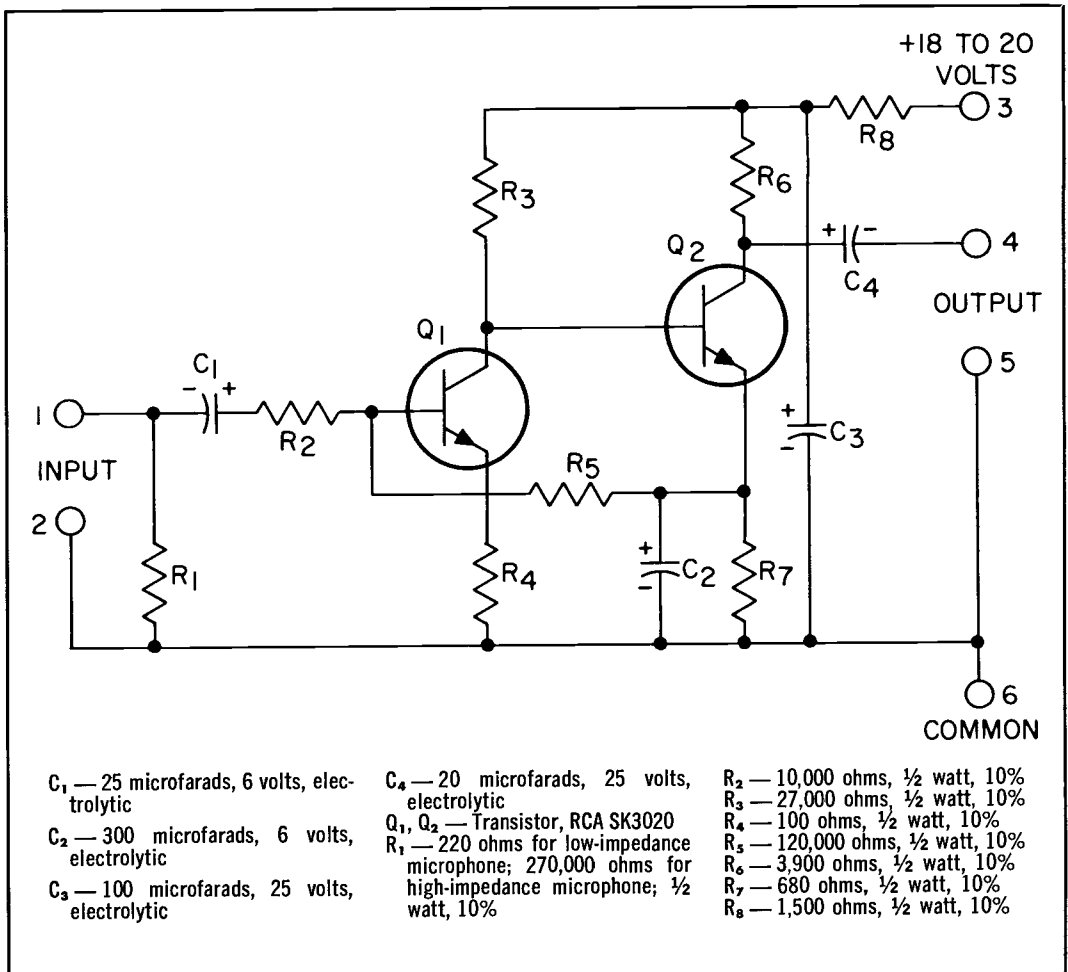 +18 TO 20
VOLTS
3
R8
R3
R6
Q2
+ -
C4
4
OUTPUT
Q1
C1
- +
5
1
R2
INPUT
+
-
C3
R5
2
R1
R4
+
-
C2
R7
6
COMMON
C₁ — 25 microfarads, 6 volts, elec-
trolytic
C₂ — 300 microfarads, 6 volts,
electrolytic
C₃ — 100 microfarads, 25 volts,
electrolytic
C₄ — 20 microfarads, 25 volts,
electrolytic
Q₁, Q₂ — Transistor, RCA SK3020
R₁ — 220 ohms for low-impedance
microphone; 270,000 ohms for
high-impedance microphone; ½
watt, 10%
R₂ — 10,000 ohms, ½ watt, 10%
R₃ — 27,000 ohms, ½ watt, 10%
R₄ — 100 ohms, ½ watt, 10%
R₅ — 120,000 ohms, ½ watt, 10%
R₆ — 3,900 ohms, ½ watt, 10%
R₇ — 680 ohms, ½ watt, 10%
R₈ — 1,500 ohms, ½ watt, 10%